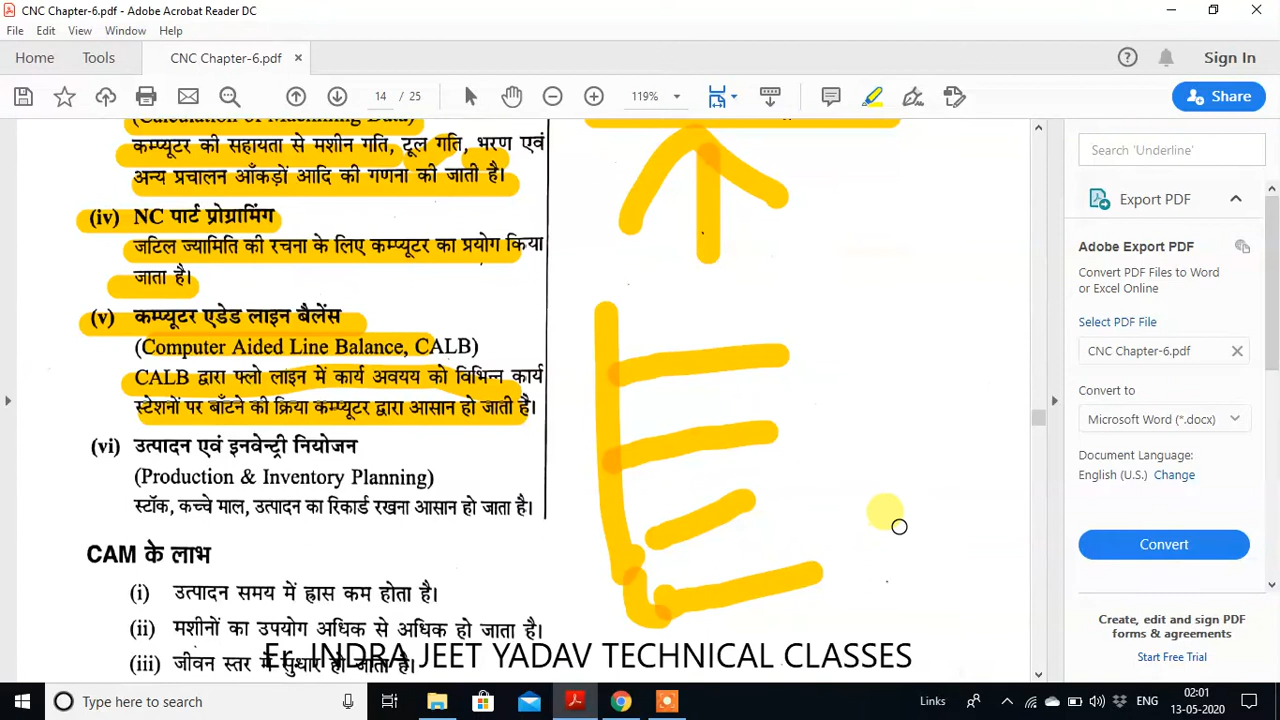 CNC Chapter-6.pdf - Adobe Acrobat Reader DC
File Edit View Window Help
Home Tools CNC Chapter-6.pdf Sign In
14 / 25 119% Share
(Calculation of Machining Data)
कम्प्यूटर की सहायता से मशीन गति, टूल गति, भरण एवं
अन्य प्रचालन आँकड़ों आदि की गणना की जाती है।
(iv) NC पार्ट प्रोग्रामिंग
जटिल ज्यामिति की रचना के लिए कम्प्यूटर का प्रयोग किया
जाता है।
(v) कम्प्यूटर एडेड लाइन बैलेंस
(Computer Aided Line Balance, CALB)
CALB द्वारा फ्लो लाइन में कार्य अवयय को विभिन्न कार्य
स्टेशनों पर बाँटने की क्रिया कम्प्यूटर द्वारा आसान हो जाती है।
(vi) उत्पादन एवं इनवेन्ट्री नियोजन
(Production & Inventory Planning)
स्टॉक, कच्चे माल, उत्पादन का रिकार्ड रखना आसान हो जाता है।
CAM के लाभ
(i) उत्पादन समय में ह्रास कम होता है।
(ii) मशीनों का उपयोग अधिक से अधिक हो जाता है।
(iii) जीवन स्तर में सुधार हो जाता है।
Er. INDRA JEET YADAV TECHNICAL CLASSES
Search 'Underline'
Export PDF
Adobe Export PDF
Convert PDF Files to Word
or Excel Online
Select PDF File
CNC Chapter-6.pdf
Convert to
Microsoft Word (*.docx)
Document Language:
English (U.S.) Change
Convert
Create, edit and sign PDF
forms & agreements
Start Free Trial
Type here to search
Links
ENG
02:01
13-05-2020